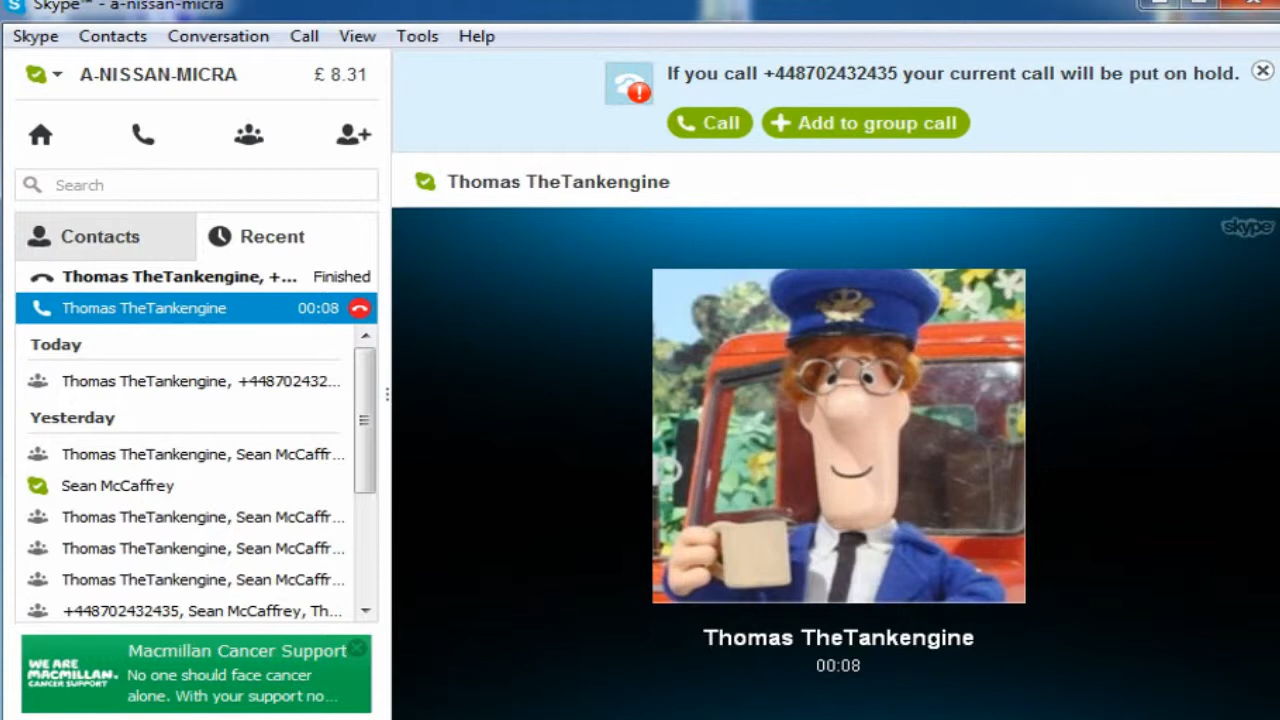 Skype™ - a-nissan-micra
Skype Contacts Conversation Call View Tools Help
A-NISSAN-MICRA £ 8.31
Search
Contacts Recent
Thomas TheTankengine, +... Finished
Thomas TheTankengine 00:08
Today
Thomas TheTankengine, +448702432...
Yesterday
Thomas TheTankengine, Sean McCaffr...
Sean McCaffrey
Thomas TheTankengine, Sean McCaffr...
Thomas TheTankengine, Sean McCaffr...
Thomas TheTankengine, Sean McCaffr...
+448702432435, Sean McCaffrey, Th...
WE ARE
MACMILLAN.
CANCER SUPPORT
Macmillan Cancer Support
No one should face cancer
alone. With your support no...
If you call +448702432435 your current call will be put on hold.
Call Add to group call
Thomas TheTankengine
skype
Thomas TheTankengine
00:08